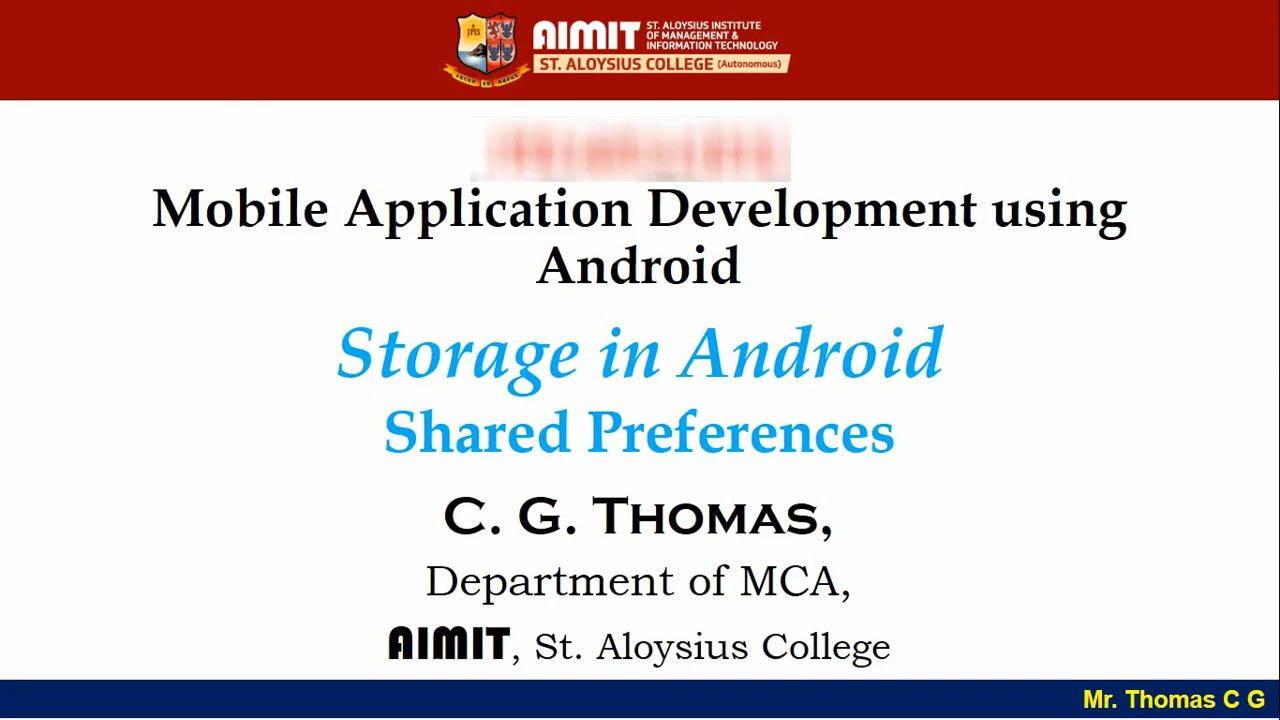 AIMIT
ST. ALOYSIUS INSTITUTE
OF MANAGEMENT &
INFORMATION TECHNOLOGY
ST. ALOYSIUS COLLEGE (Autonomous)
Mobile Application Development using
Android
Storage in Android
Shared Preferences
C. G. THOMAS,
Department of MCA,
AIMIT, St. Aloysius College
Mr. Thomas C G